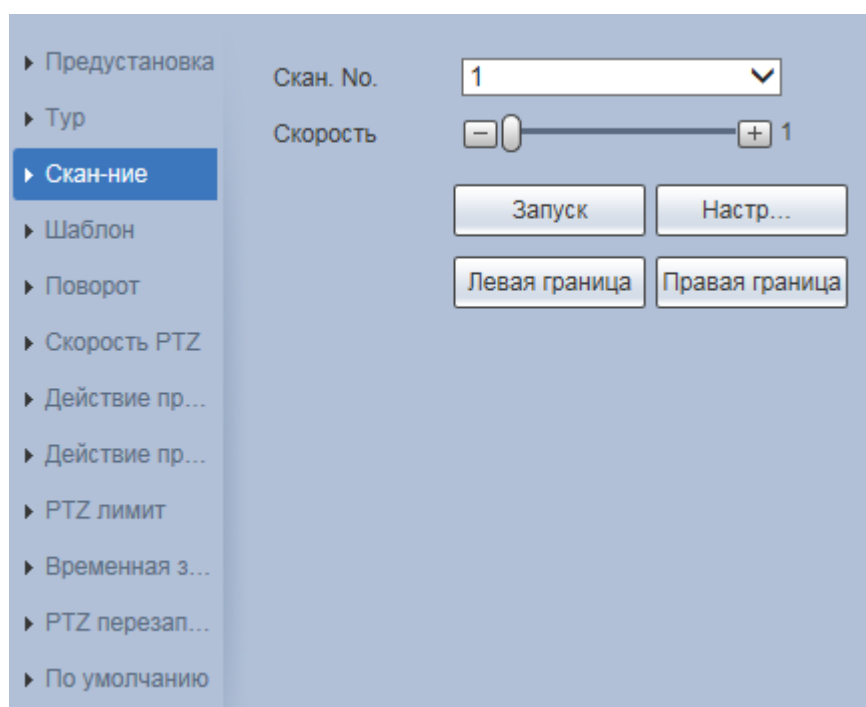 Предустановка
Тур
Скан-ние
Шаблон
Поворот
Скорость PTZ
Действие пр...
Действие пр...
PTZ лимит
Временная з...
PTZ перезап...
По умолчанию
Скан. No.
1
Скорость
1
Запуск
Настр...
Левая граница
Правая граница